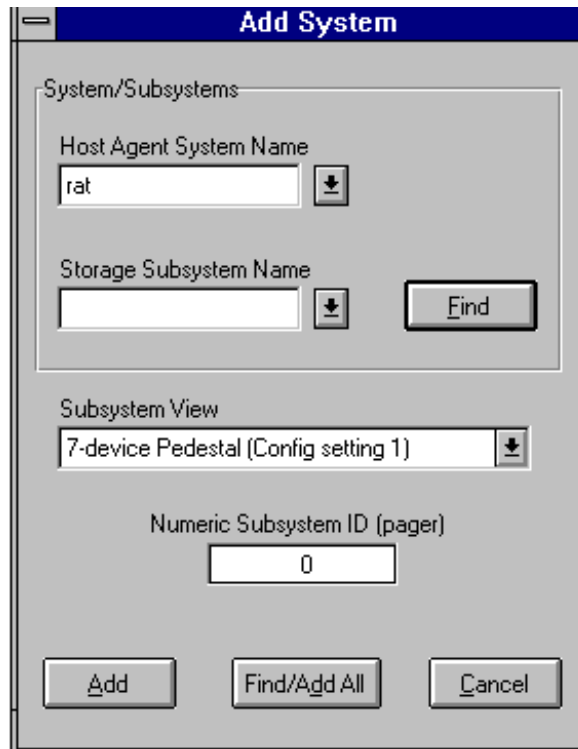 Add System
System/Subsystems
Host Agent System Name
rat
Storage Subsystem Name
Find
Subsystem View
7-device Pedestal (Config setting 1)
Numeric Subsystem ID (pager)
0
Add Find/Add All Cancel